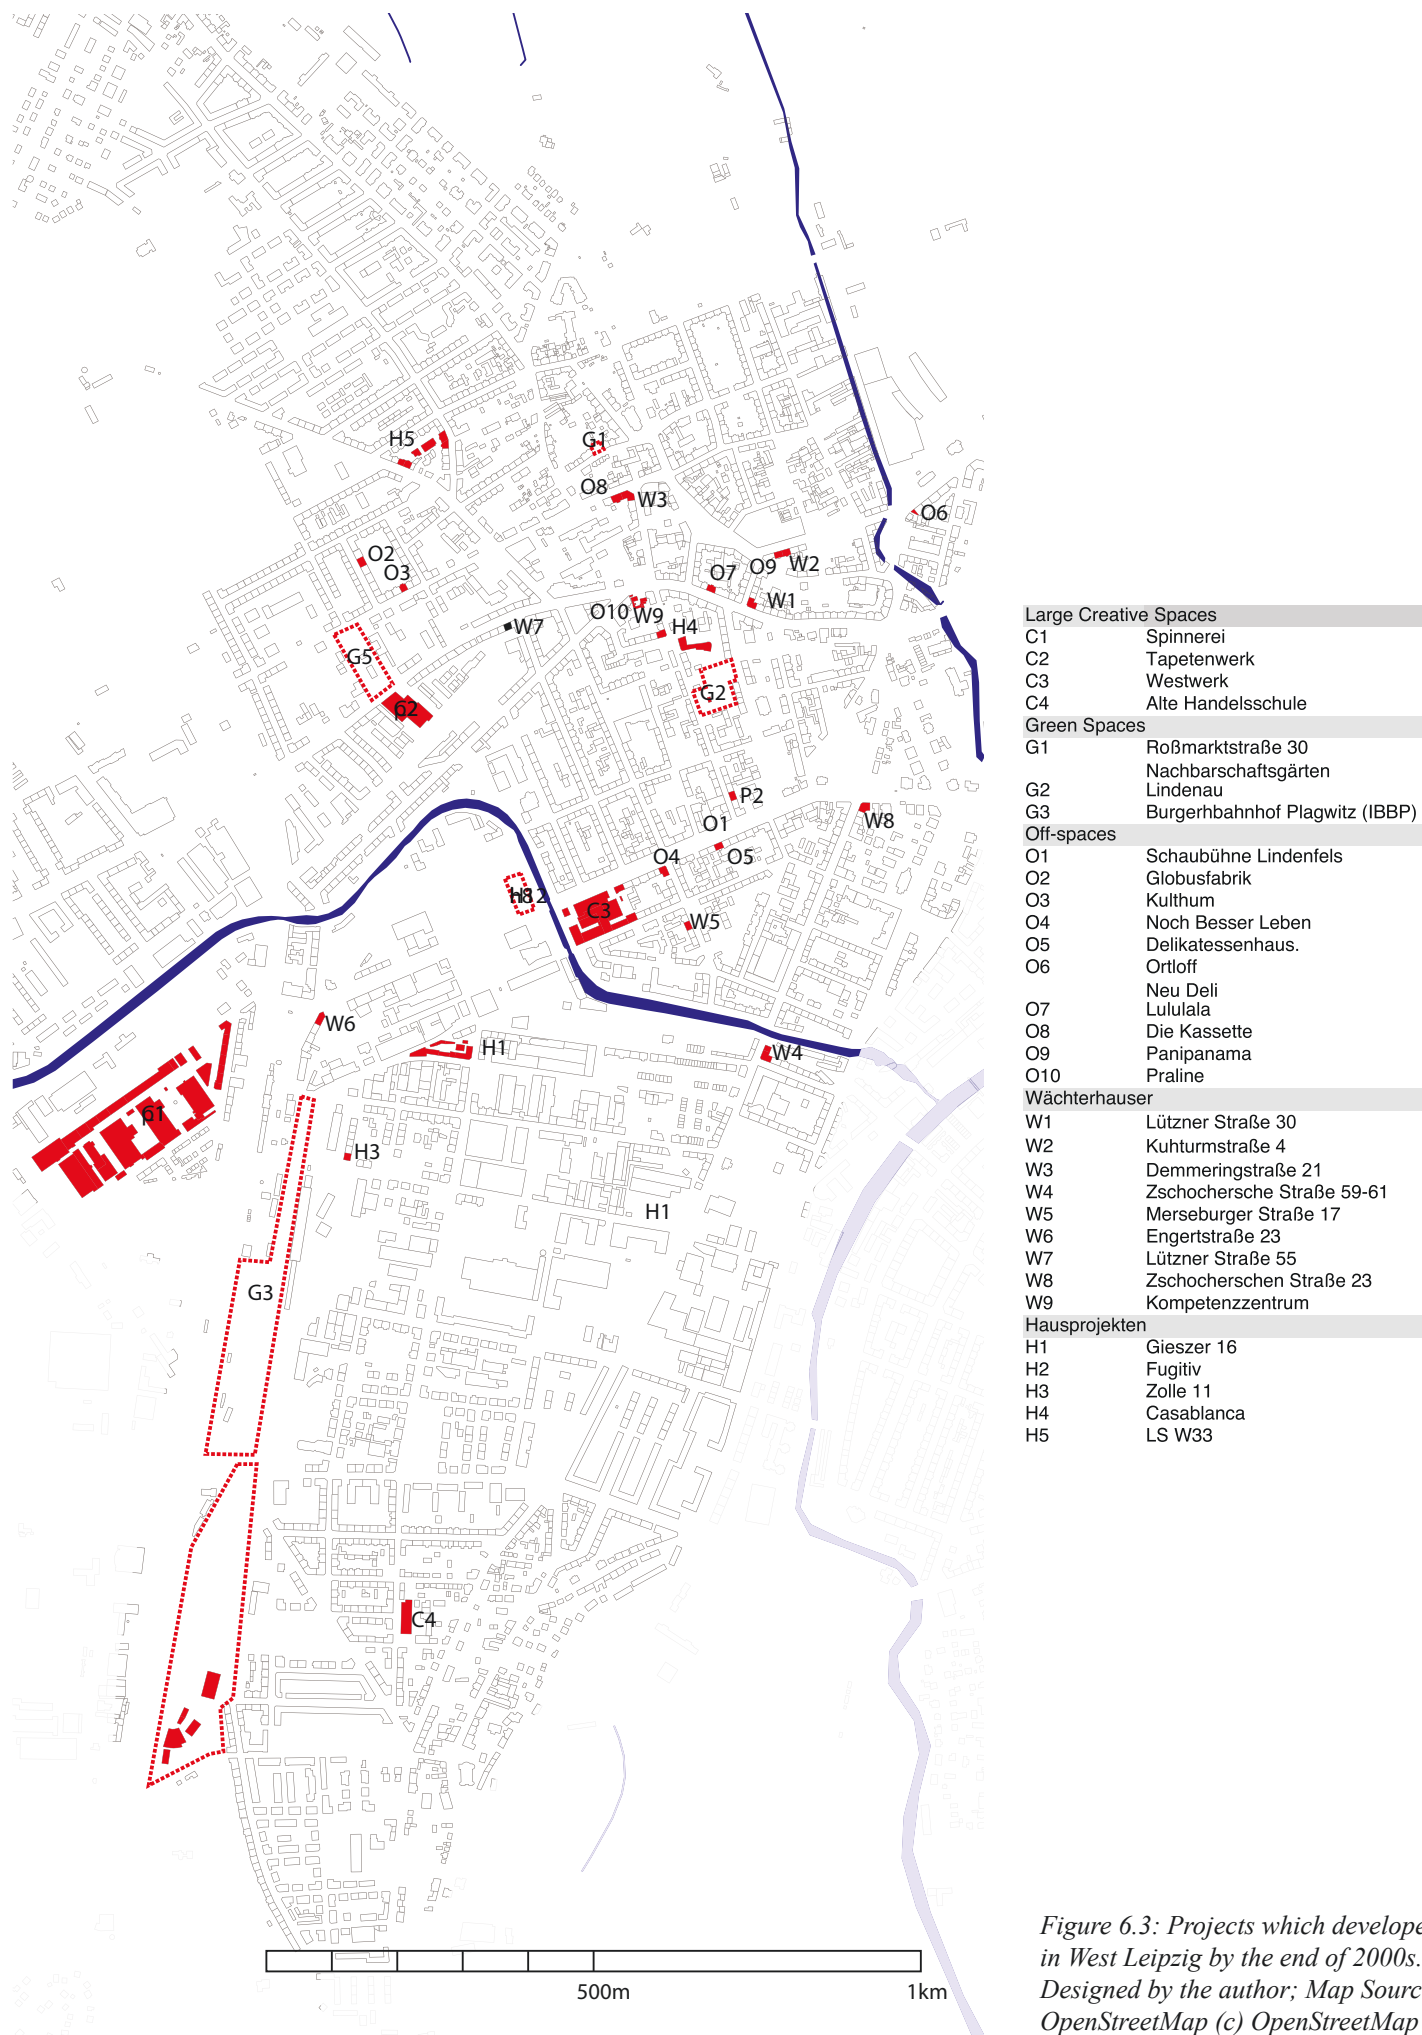 H5
G1
O8
W3
O6
O2
O3
O7
O9
W2
W1
O10
W9
W7
H4
G5
G2
P2
O1
W8
O4
O5
C3
W5
W6
H1
W4
H3
H1
G3
C4
500m
1km
Large Creative Spaces
C1 Spinnerei
C2 Tapetenwerk
C3 Westwerk
C4 Alte Handelsschule
Green Spaces
G1 Roßmarktstraße 30
Nachbarschaftsgärten
G2 Lindenau
G3 Burgerhbahnhof Plagwitz (IBBP)
Off-spaces
O1 Schaubühne Lindenfels
O2 Globusfabrik
O3 Kulthum
O4 Noch Besser Leben
O5 Delikatessenhaus.
O6 Ortloff
Neu Deli
O7 Lululala
O8 Die Kassette
O9 Panipanama
O10 Praline
Wächterhauser
W1 Lützner Straße 30
W2 Kuhturmstraße 4
W3 Demmeringstraße 21
W4 Zschochersche Straße 59-61
W5 Merseburger Straße 17
W6 Engertstraße 23
W7 Lützner Straße 55
W8 Zschocherschen Straße 23
W9 Kompetenzzentrum
Hausprojekten
H1 Gieszer 16
H2 Fugitiv
H3 Zolle 11
H4 Casablanca
H5 LS W33
Figure 6.3: Projects which develope
in West Leipzig by the end of 2000s.
Designed by the author; Map Sourc
OpenStreetMap (c) OpenStreetMap